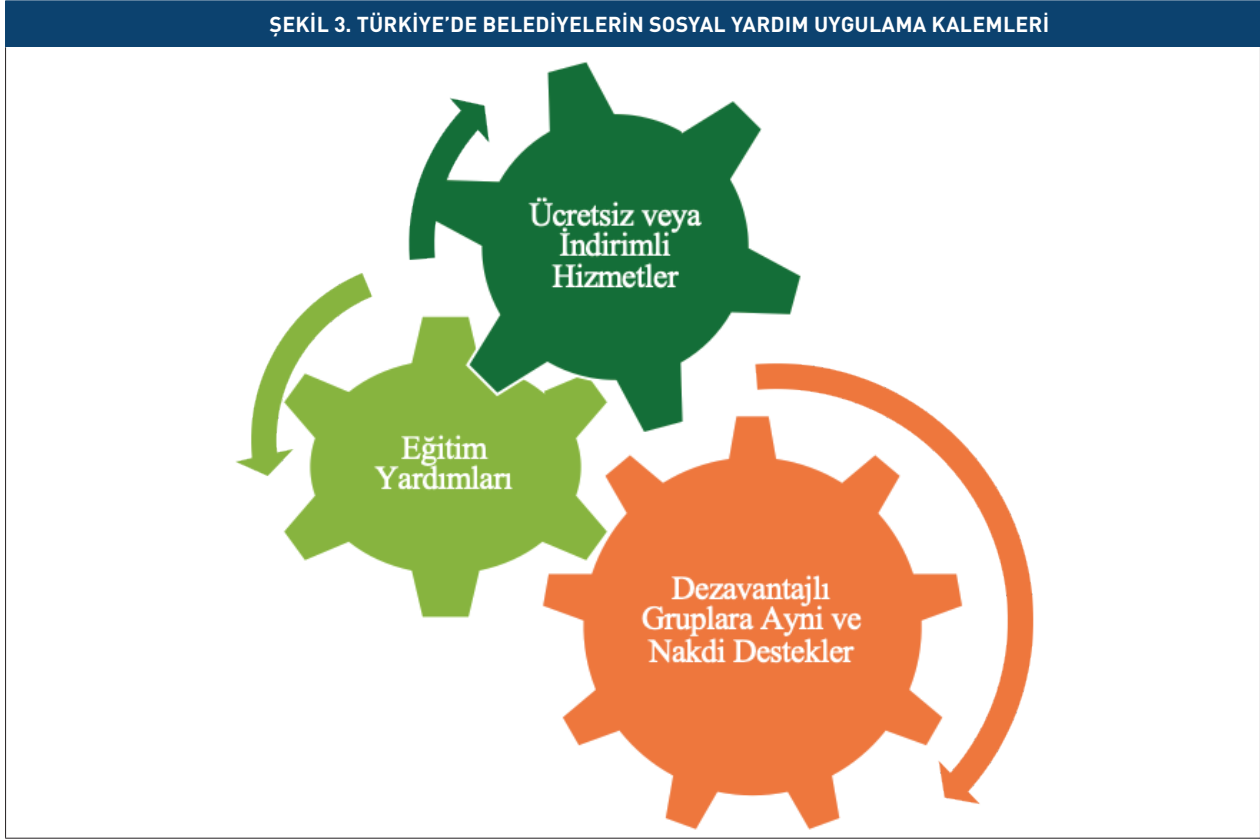 ŞEKİL 3. TÜRKİYE'DE BELEDİYELERİN SOSYAL YARDIM UYGULAMA KALEMLERİ
Ücretsiz veya
İndirimli
Hizmetler
Eğitim
Yardımları
Dezavantajlı
Gruplara Ayni ve
Nakdi Destekler